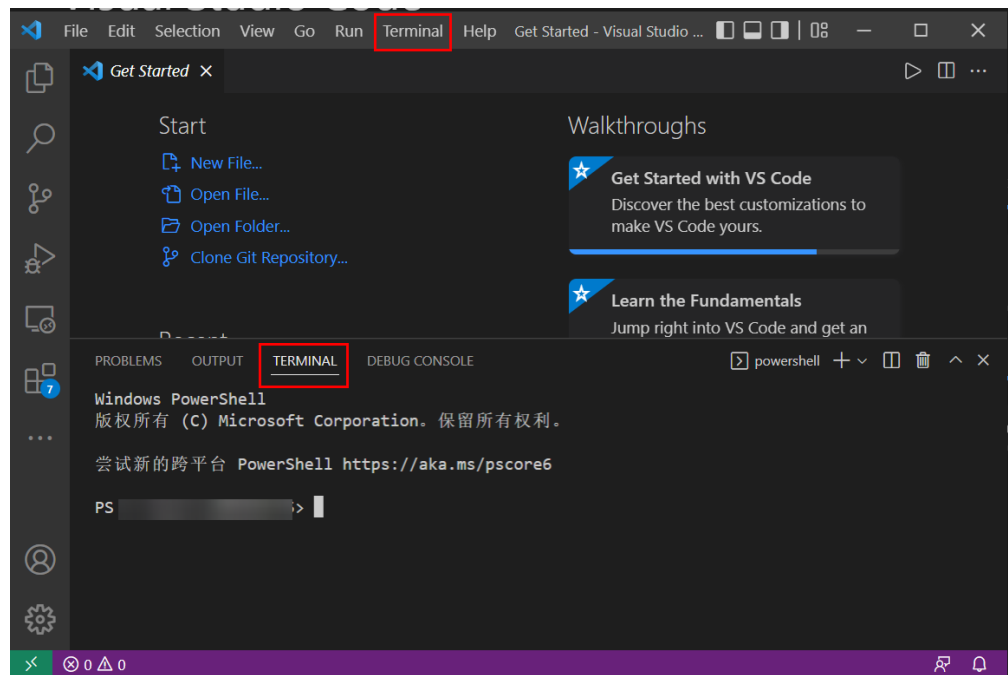 Visual Studio Code
File Edit Selection View Go Run Terminal Help Get Started - Visual Studio ...
Get Started
Start
Walkthroughs
New File...
Open File...
Open Folder...
Clone Git Repository...
Get Started with VS Code
Discover the best customizations to
make VS Code yours.
Learn the Fundamentals
Jump right into VS Code and get an
Recent
PROBLEMS OUTPUT TERMINAL DEBUG CONSOLE
powershell
7
Windows PowerShell
版权所有 (C) Microsoft Corporation。保留所有权利。
尝试新的跨平台 PowerShell https://aka.ms/pscore6
PS >
0 0